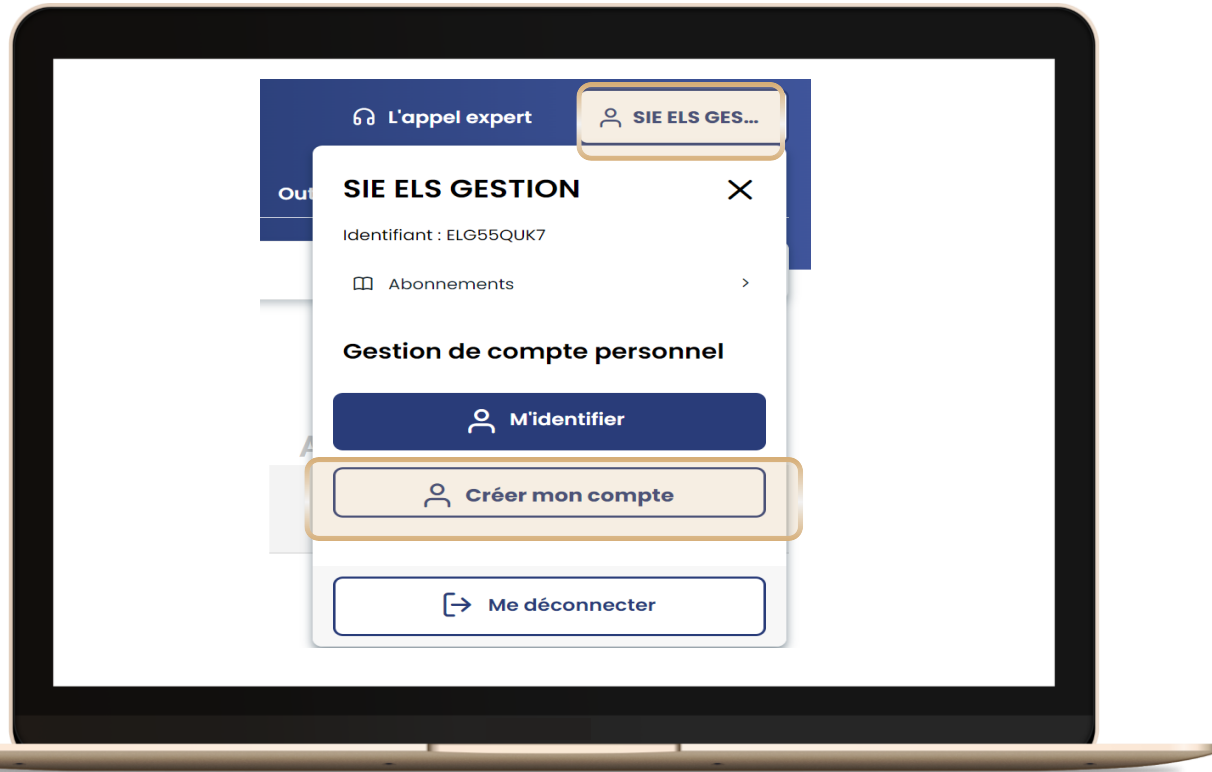 L'appel expert
SIE ELS GES...
Out
SIE ELS GESTION
Identifiant : ELG55QUK7
Abonnements
Gestion de compte personnel
M'identifier
A
Créer mon compte
Me déconnecter